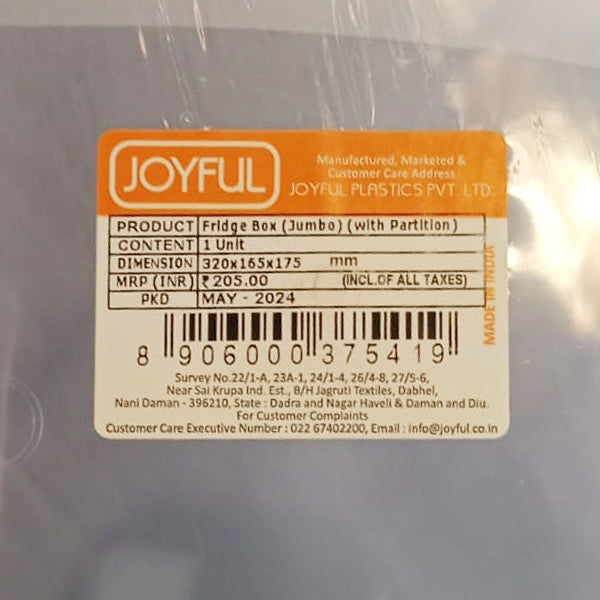 JOYFUL
Manufactured, Marketed &
Customer Care Address
JOYFUL PLASTICS PVT. LTD.
PRODUCT Fridge Box (Jumbo) (with Partition)
CONTENT 1 Unit
DIMENSION 320x165x175 mm
MRP (INR) ₹ 205.00 (INCL.OF ALL TAXES)
PKD MAY - 2024
MADE IN INDIA
8 906000 375419
Survey No.22/1-A, 23A-1, 24/1-4, 26/4-8, 27/5-6,
Near Sai Krupa Ind. Est., B/H Jagruti Textiles, Dabhel,
Nani Daman - 396210, State : Dadra and Nagar Haveli & Daman and Diu.
For Customer Complaints
Customer Care Executive Number : 022 67402200, Email : info@joyful.co.in